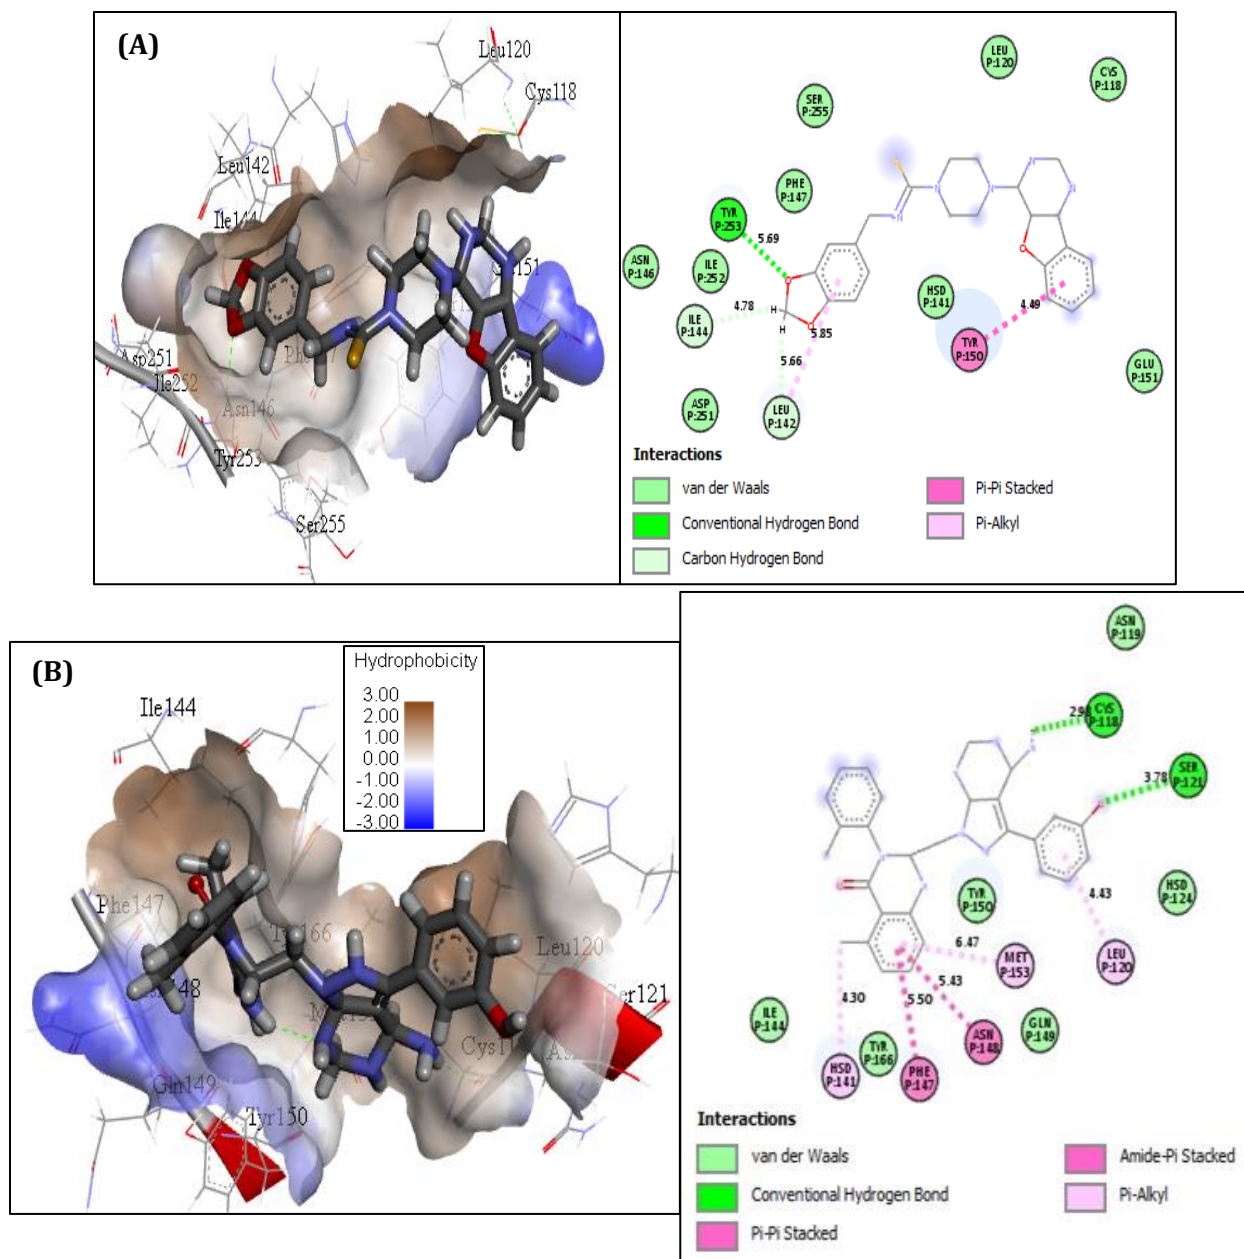 (A)
Leu120
Cys118
Leu142
Ile144
151
Asp251
Ile252
Asn146
Tyr253
Ser255
LEU
P:120
CYS
P:118
SER
P:255
PHE
P:147
TYR
P:253
5.69
ASN
P:146
ILE
P:252
4.78
ILE
P:144
HSD
P:141
4.49
TYR
P:150
5.85
5.66
GLU
P:151
ASP
P:251
LEU
P:142
N
N
N
N
N
O
O
O
H
H
Interactions
van der Waals
Conventional Hydrogen Bond
Carbon Hydrogen Bond
Pi-Pi Stacked
Pi-Alkyl
(B)
Hydrophobicity
3.00
2.00
1.00
0.00
-1.00
-2.00
-3.00
Ile144
Phe147
166
148
Leu120
Ser121
Gln149
Tyr150
ASN
P:119
2.98
CYS
P:118
SER
P:121
3.78
TYR
P:150
HSD
P:124
4.43
6.47
MET
P:153
LEU
P:120
5.43
4.30
5.50
ILE
P:144
TYR
P:166
ASN
P:148
GLN
P:149
HSD
P:141
PHE
P:147
Interactions
van der Waals
Conventional Hydrogen Bond
Pi-Pi Stacked
Amide-Pi Stacked
Pi-Alkyl